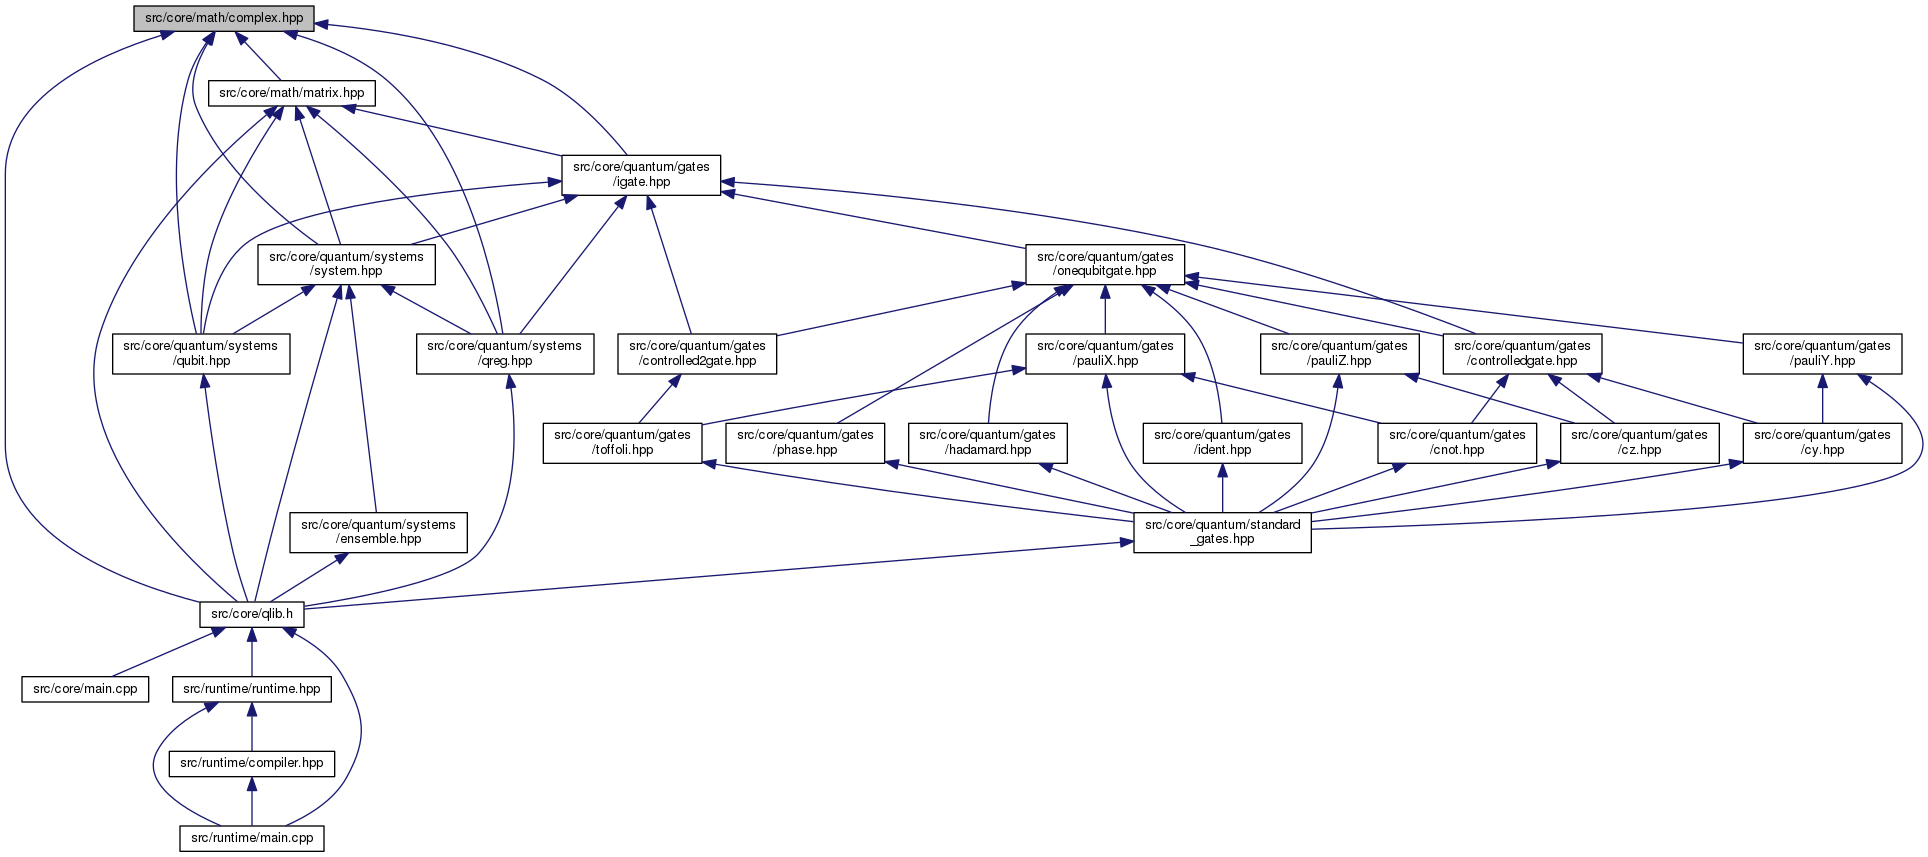 src/core/math/complex.hpp
src/core/math/matrix.hpp
src/core/quantum/gates
/igate.hpp
src/core/quantum/systems
/system.hpp
src/core/quantum/gates
/onequbitgate.hpp
src/core/quantum/systems
/qubit.hpp
src/core/quantum/systems
/qreg.hpp
src/core/quantum/gates
/controlled2gate.hpp
src/core/quantum/gates
/pauliX.hpp
src/core/quantum/gates
/pauliZ.hpp
src/core/quantum/gates
/controlledgate.hpp
src/core/quantum/gates
/pauliY.hpp
src/core/quantum/gates
/toffoli.hpp
src/core/quantum/gates
/phase.hpp
src/core/quantum/gates
/hadamard.hpp
src/core/quantum/gates
/ident.hpp
src/core/quantum/gates
/cnot.hpp
src/core/quantum/gates
/cz.hpp
src/core/quantum/gates
/cy.hpp
src/core/quantum/systems
/ensemble.hpp
src/core/quantum/standard
_gates.hpp
src/core/qlib.h
src/core/main.cpp
src/runtime/runtime.hpp
src/runtime/compiler.hpp
src/runtime/main.cpp